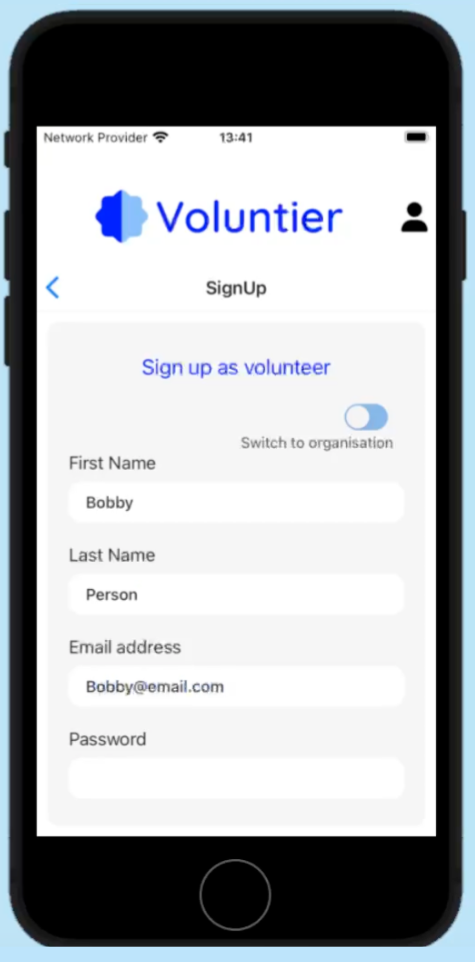 Network Provider 13:41
Voluntier
SignUp
Sign up as volunteer
Switch to organisation
First Name
Bobby
Last Name
Person
Email address
Bobby@email.com
Password